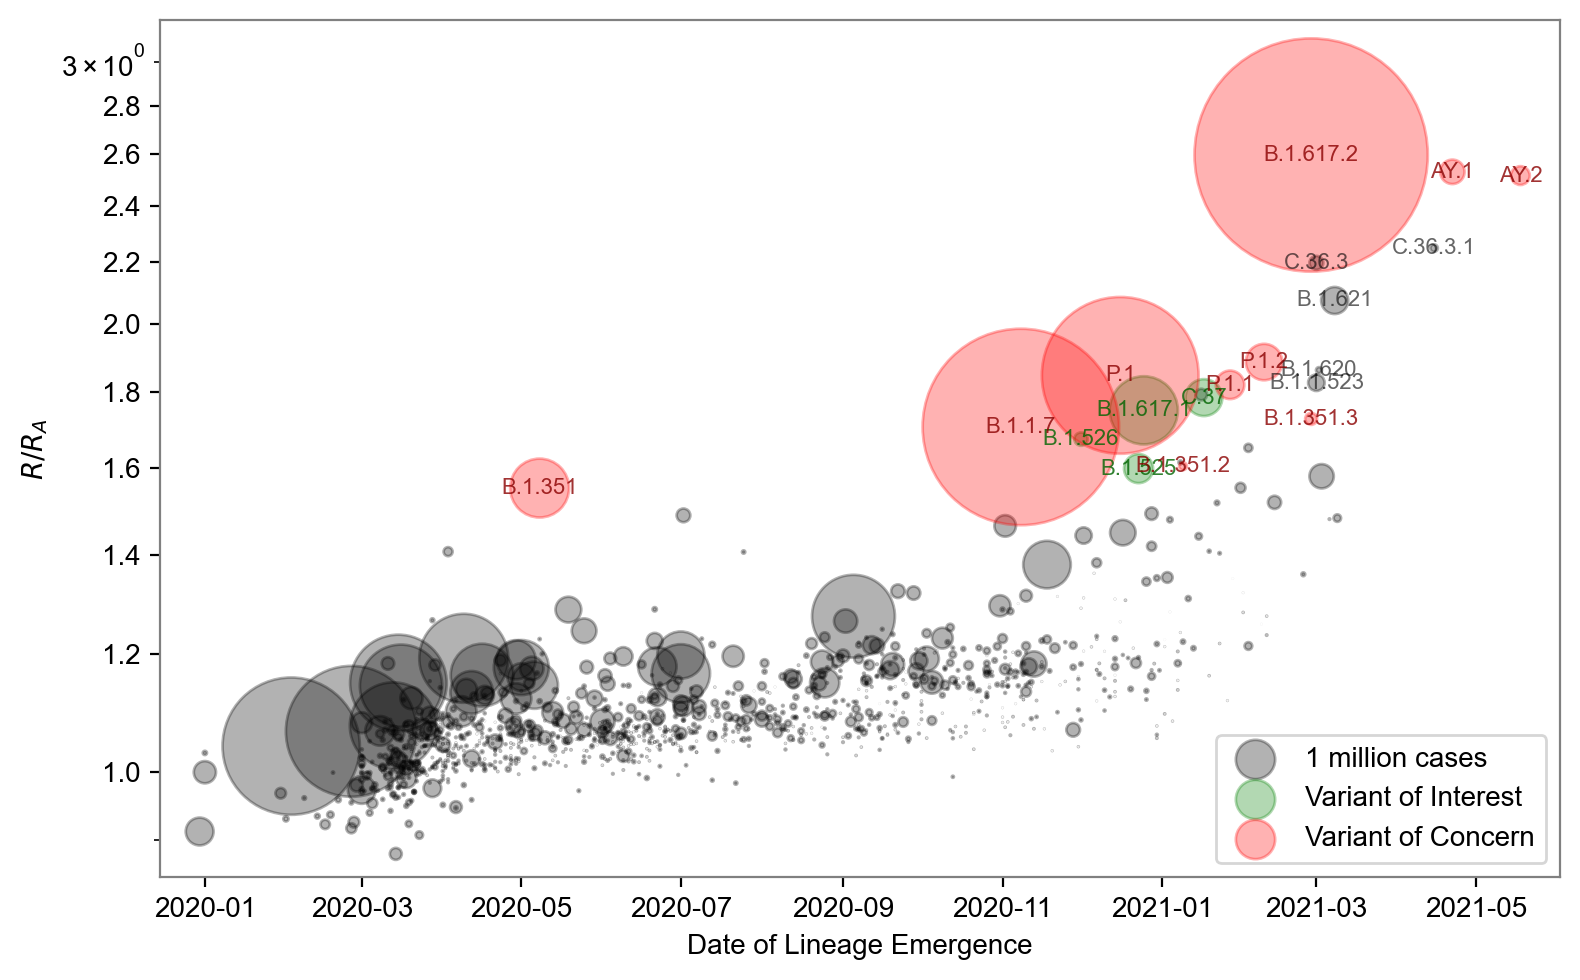 3 × 10⁰
2.8
2.6
2.4
2.2
2.0
1.8
1.6
1.4
1.2
1.0
R/R_A
B.1.617.2
AY.1
AY.2
C.36.3.1
C.36.3
B.1.621
P.1.2
B.1.620
P.1
P.1.1
B.1.1.523
C.37
B.1.617.1
B.1.351.3
B.1.1.7
B.1.526
B.1.525
B.1.351.2
B.1.351
1 million cases
Variant of Interest
Variant of Concern
2020-01
2020-03
2020-05
2020-07
2020-09
2020-11
2021-01
2021-03
2021-05
Date of Lineage Emergence